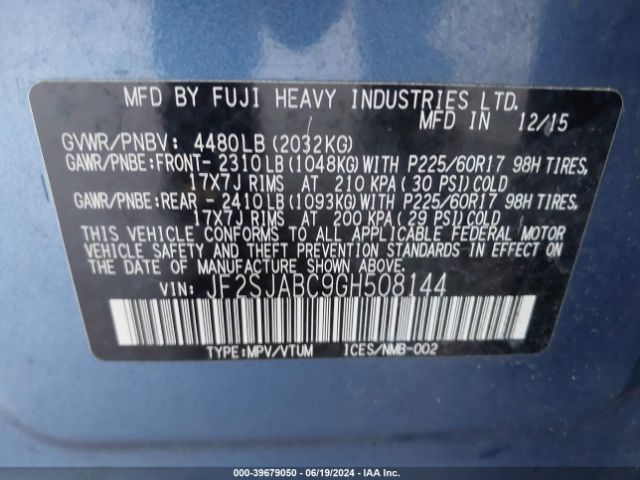 MFD BY FUJI HEAVY INDUSTRIES LTD.
MFD IN 12/15
GVWR/PNBV: 4480LB(2032KG)
GAWR/PNBE:FRONT- 2310LB(1048KG)WITH P225/60R17 98H TIRES,
17X7J RIMS AT 210 KPA( 30 PSI)COLD
GAWR/PNBE:REAR - 2410LB(1093KG)WITH P225/60R17 98H TIRES,
17X7J RIMS AT 200 KPA( 29 PSI)COLD
THIS VEHICLE CONFORMS TO ALL APPLICABLE FEDERAL MOTOR
VEHICLE SAFETY AND THEFT PREVENTION STANDARDS IN EFFECT
ON THE DATE OF MANUFACTURE SHOWN ABOVE.
VIN: JF2SJABC9GH508144
TYPE:MPV/VTUM ICES/NMB-002
000-39679050 - 06/19/2024 - IAA Inc.